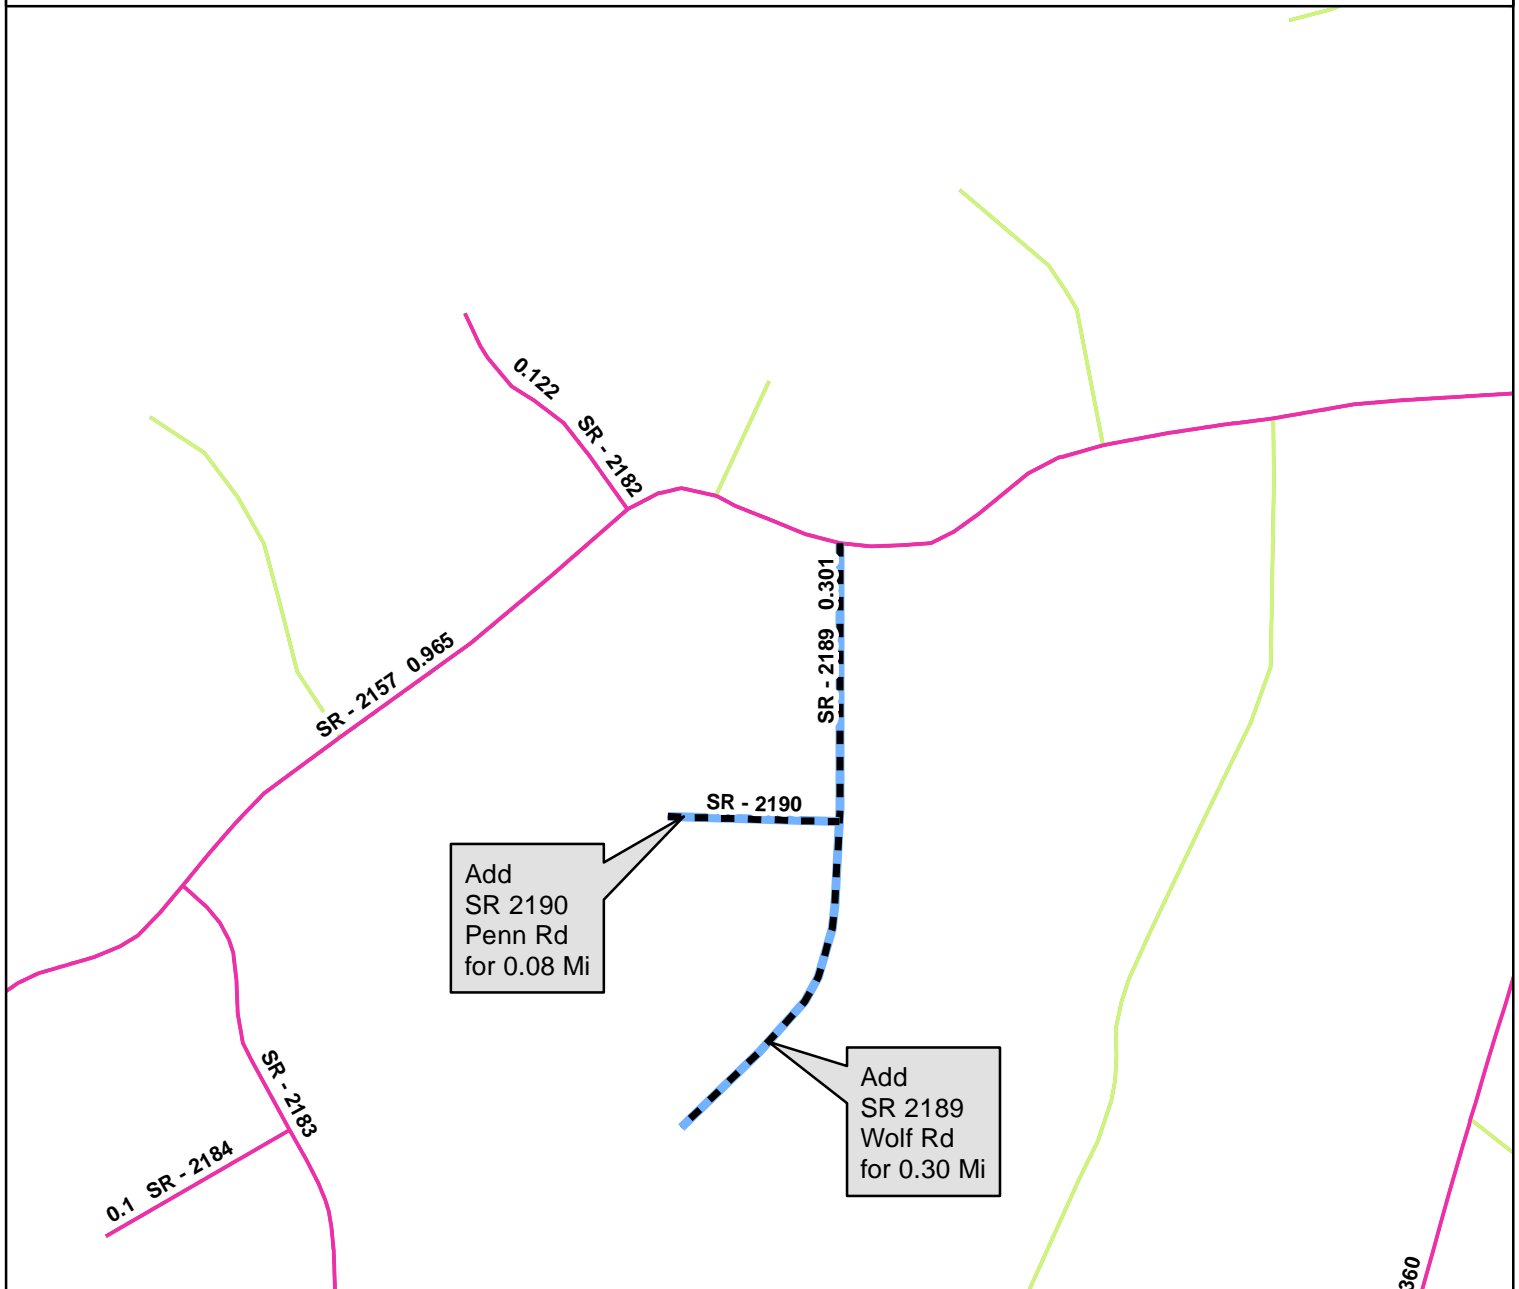 0.122
SR - 2182
SR - 2189 0.301
SR - 2157 0.965
SR - 2190
Add
SR 2190
Penn Rd
for 0.08 Mi
Add
SR 2189
Wolf Rd
for 0.30 Mi
SR - 2183
0.1 SR - 2184
360